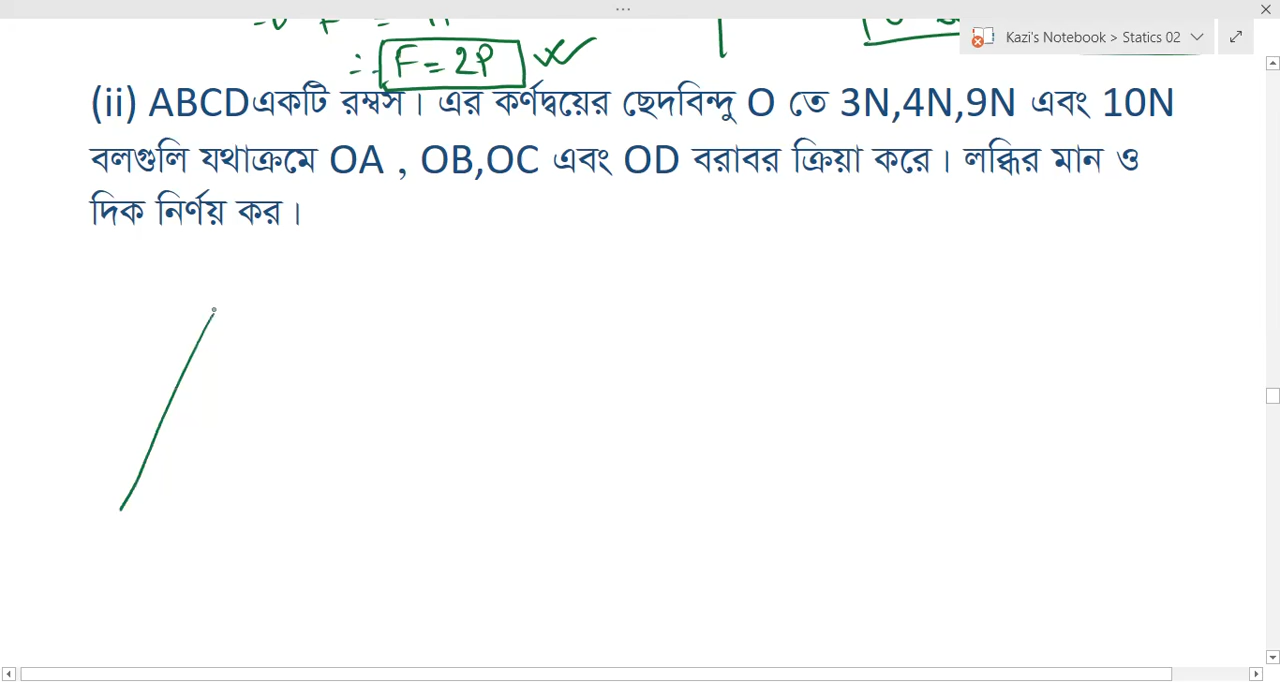 Kazi's Notebook > Statics 02
∴ F = 2P
(ii) ABCDএকটি রম্বস। এর কর্ণদ্বয়ের ছেদবিন্দু O তে 3N,4N,9N এবং 10N
বলগুলি যথাক্রমে OA , OB,OC এবং OD বরাবর ক্রিয়া করে। লব্ধির মান ও
দিক নির্ণয় কর।